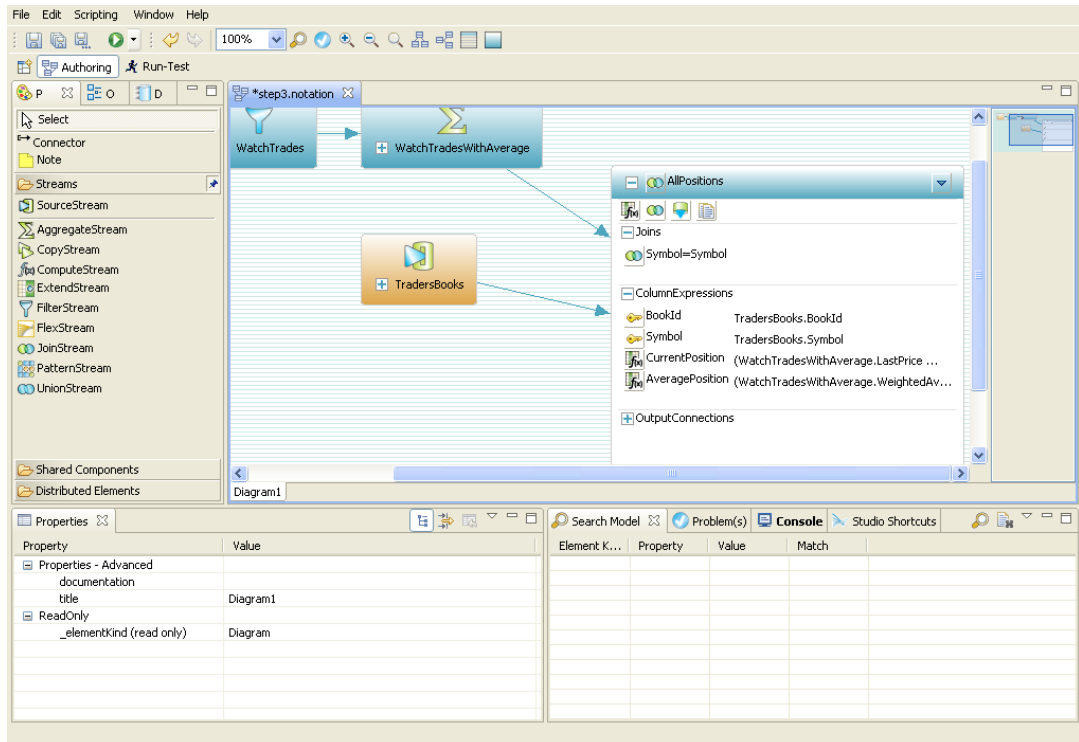 File Edit Scripting Window Help
100%
Authoring Run-Test
P O D
*step3.notation
Select
Connector
Note
Streams
SourceStream
AggregateStream
CopyStream
f(x) ComputeStream
ExtendStream
FilterStream
FlexStream
JoinStream
PatternStream
UnionStream
Shared Components
Distributed Elements
WatchTrades
WatchTradesWithAverage
TradersBooks
AllPositions
f(x)
Joins
Symbol=Symbol
ColumnExpressions
BookId TradersBooks.BookId
Symbol TradersBooks.Symbol
f(x) CurrentPosition (WatchTradesWithAverage.LastPrice ...
f(x) AveragePosition (WatchTradesWithAverage.WeightedAv...
OutputConnections
Diagram1
Properties
Property Value
Properties - Advanced
documentation
title Diagram1
ReadOnly
_elementKind (read only) Diagram
Search Model Problem(s) Console Studio Shortcuts
Element K... Property Value Match